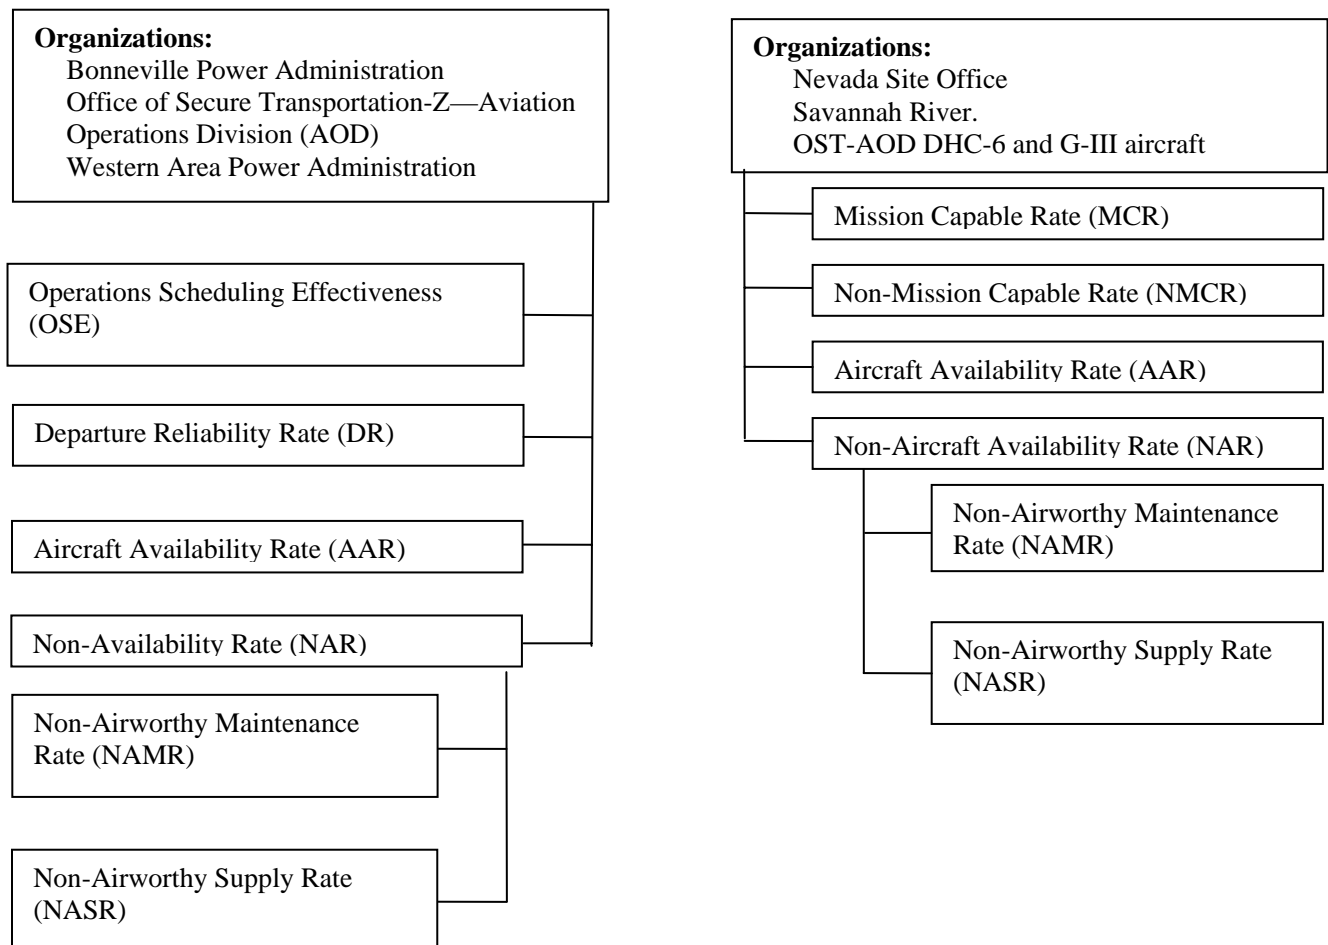 Organizations:
Bonneville Power Administration
Office of Secure Transportation-Z—Aviation
Operations Division (AOD)
Western Area Power Administration
Operations Scheduling Effectiveness
(OSE)
Departure Reliability Rate (DR)
Aircraft Availability Rate (AAR)
Non-Availability Rate (NAR)
Non-Airworthy Maintenance
Rate (NAMR)
Non-Airworthy Supply Rate
(NASR)
Organizations:
Nevada Site Office
Savannah River.
OST-AOD DHC-6 and G-III aircraft
Mission Capable Rate (MCR)
Non-Mission Capable Rate (NMCR)
Aircraft Availability Rate (AAR)
Non-Aircraft Availability Rate (NAR)
Non-Airworthy Maintenance
Rate (NAMR)
Non-Airworthy Supply Rate
(NASR)